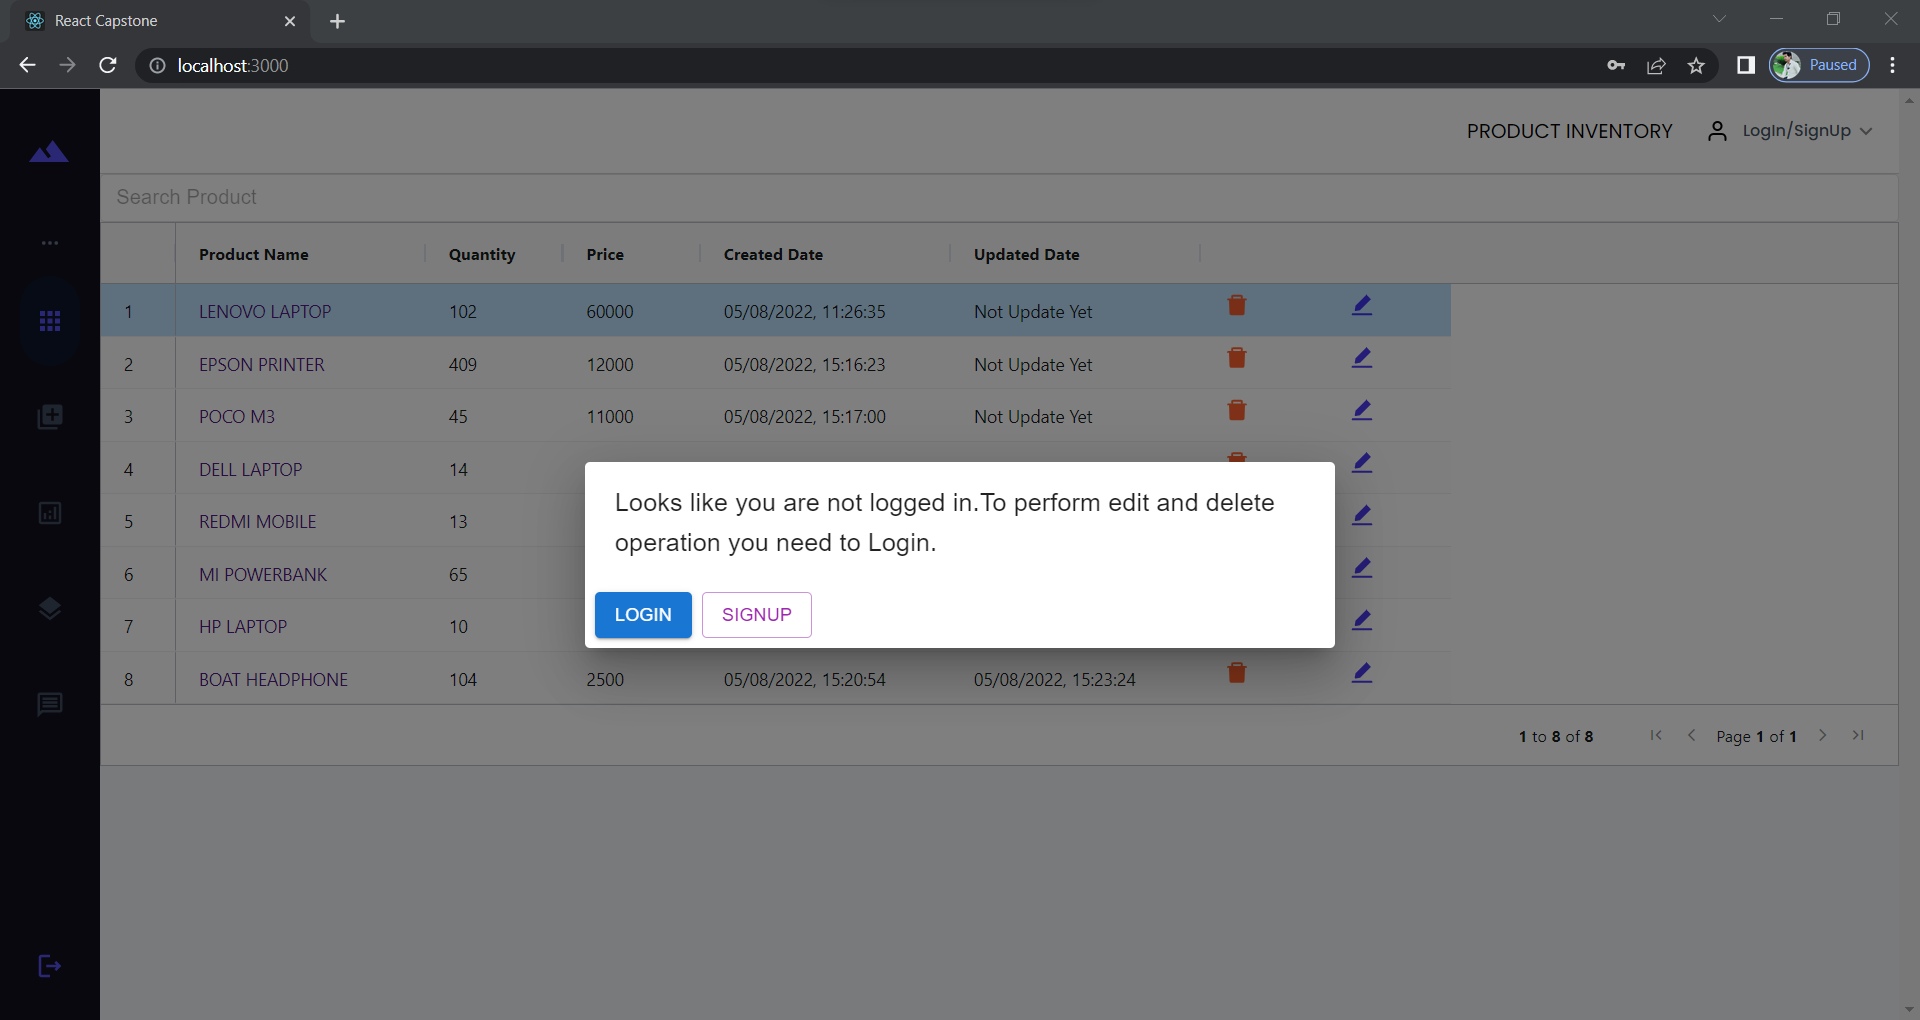 React Capstone
localhost:3000
Paused
PRODUCT INVENTORY
LogIn/SignUp
Search Product
Product Name Quantity Price Created Date Updated Date
1 LENOVO LAPTOP 102 60000 05/08/2022, 11:26:35 Not Update Yet
2 EPSON PRINTER 409 12000 05/08/2022, 15:16:23 Not Update Yet
3 POCO M3 45 11000 05/08/2022, 15:17:00 Not Update Yet
4 DELL LAPTOP 14
5 REDMI MOBILE 13
6 MI POWERBANK 65
7 HP LAPTOP 10
8 BOAT HEADPHONE 104 2500 05/08/2022, 15:20:54 05/08/2022, 15:23:24
Looks like you are not logged in.To perform edit and delete
operation you need to Login.
LOGIN SIGNUP
1 to 8 of 8 Page 1 of 1